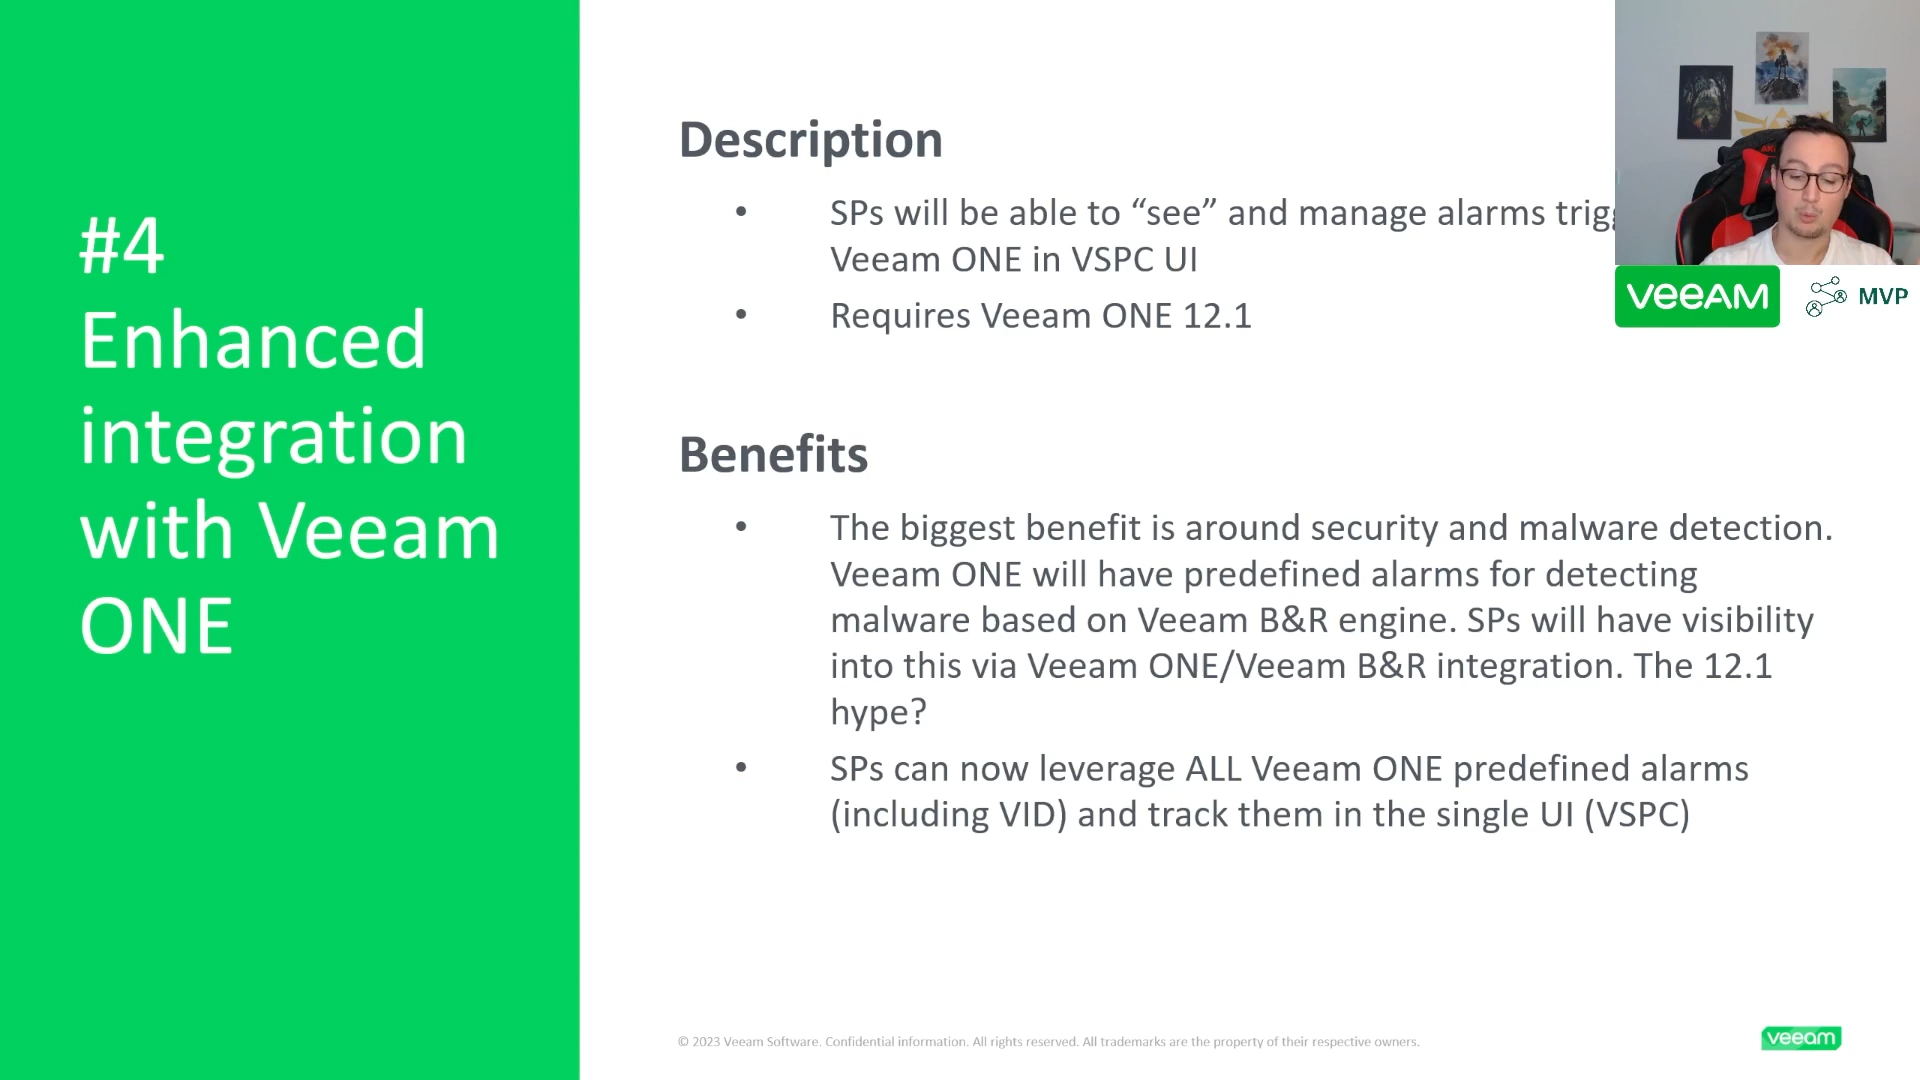 #4
Enhanced
integration
with Veeam
ONE
Description
• SPs will be able to “see” and manage alarms
Veeam ONE in VSPC UI
• Requires Veeam ONE 12.1
Benefits
• The biggest benefit is around security and malware detection.
Veeam ONE will have predefined alarms for detecting
malware based on Veeam B&R engine. SPs will have visibility
into this via Veeam ONE/Veeam B&R integration. The 12.1
hype?
• SPs can now leverage ALL Veeam ONE predefined alarms
(including VID) and track them in the single UI (VSPC)
veeAM
MVP
© 2023 Veeam Software. Confidential information. All rights reserved. All trademarks are the property of their respective owners.
veeam